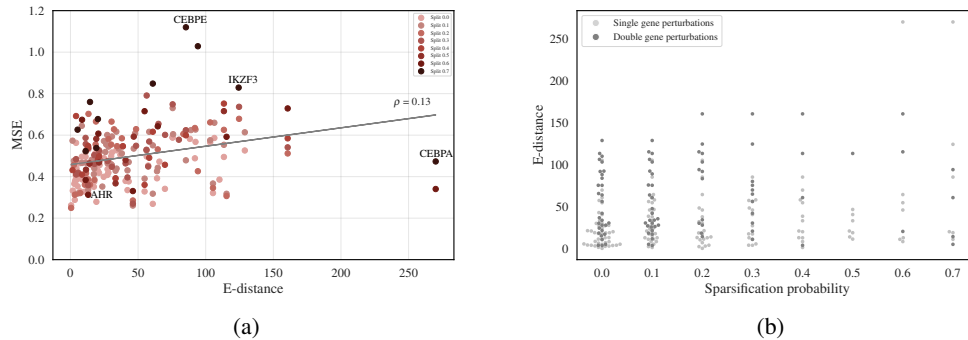 CEBPE
IKZF3
ρ = 0.13
CEBPA
AHR
Split 0.0
Split 0.1
Split 0.2
Split 0.3
Split 0.4
Split 0.5
Split 0.6
Split 0.7
MSE
1.2
1.0
0.8
0.6
0.4
0.2
0.0
0 50 100 150 200 250
E-distance
(a)
Single gene perturbations
Double gene perturbations
E-distance
250
200
150
100
50
0
0.0 0.1 0.2 0.3 0.4 0.5 0.6 0.7
Sparsification probability
(b)